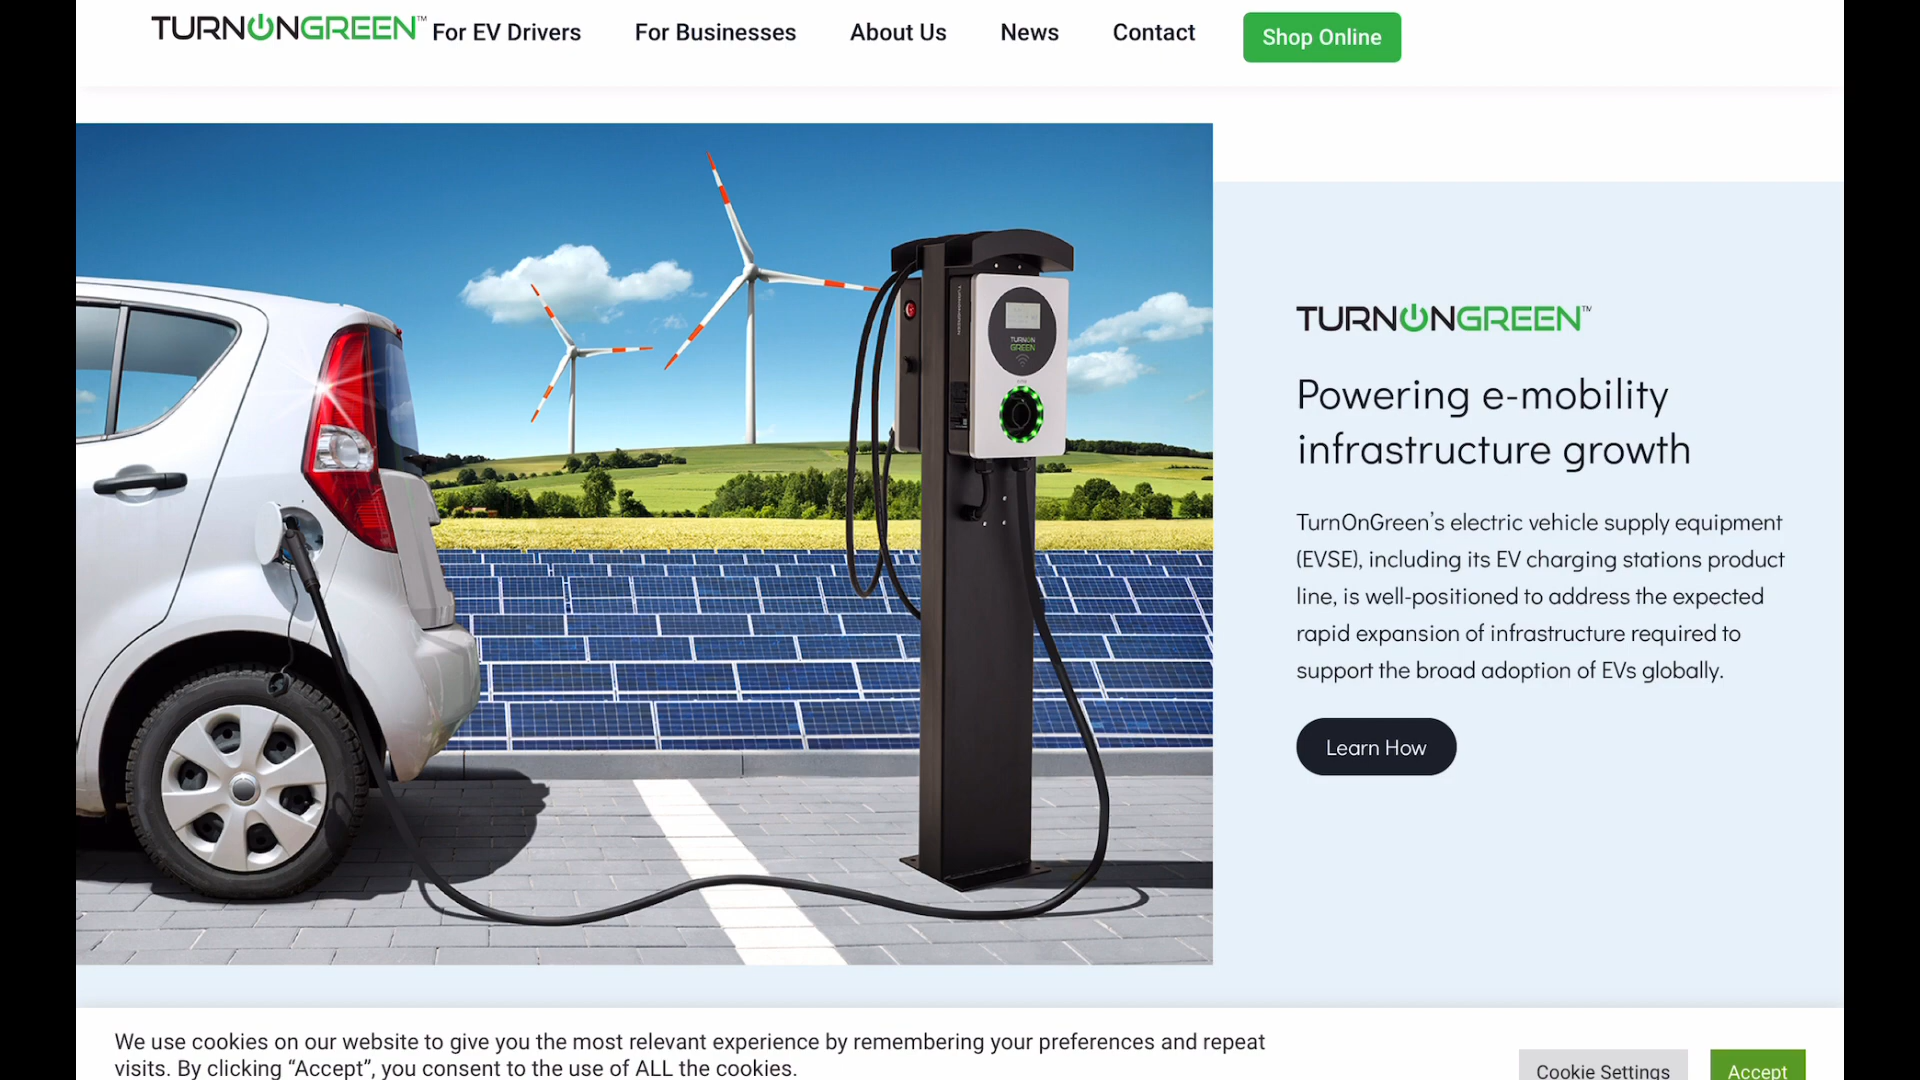 TURNONGREEN™ For EV Drivers For Businesses About Us News Contact Shop Online
TURNON
GREEN
TURNONGREEN™
Powering e-mobility
infrastructure growth
TurnOnGreen's electric vehicle supply equipment
(EVSE), including its EV charging stations product
line, is well-positioned to address the expected
rapid expansion of infrastructure required to
support the broad adoption of EVs globally.
Learn How
We use cookies on our website to give you the most relevant experience by remembering your preferences and repeat
visits. By clicking “Accept”, you consent to the use of ALL the cookies.
Cookie Settings Accept